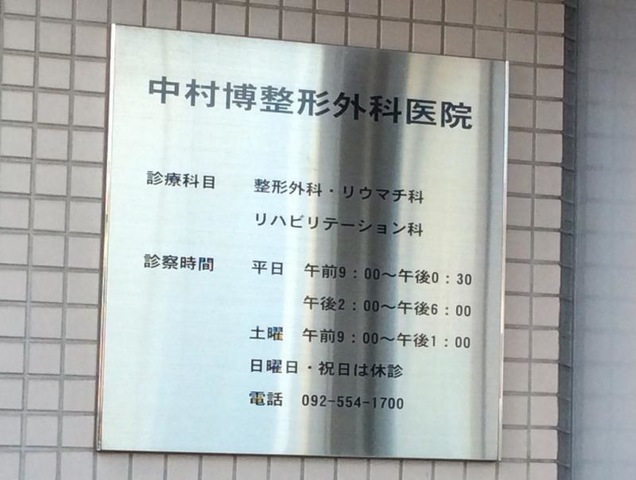 中村博整形外科医院
診療科目 整形外科・リウマチ科
リハビリテーション科
診察時間 平日 午前9：00〜午後0：30
午後2：00〜午後6：00
土曜 午前9：00〜午後1：00
日曜日・祝日は休診
電話 092-554-1700